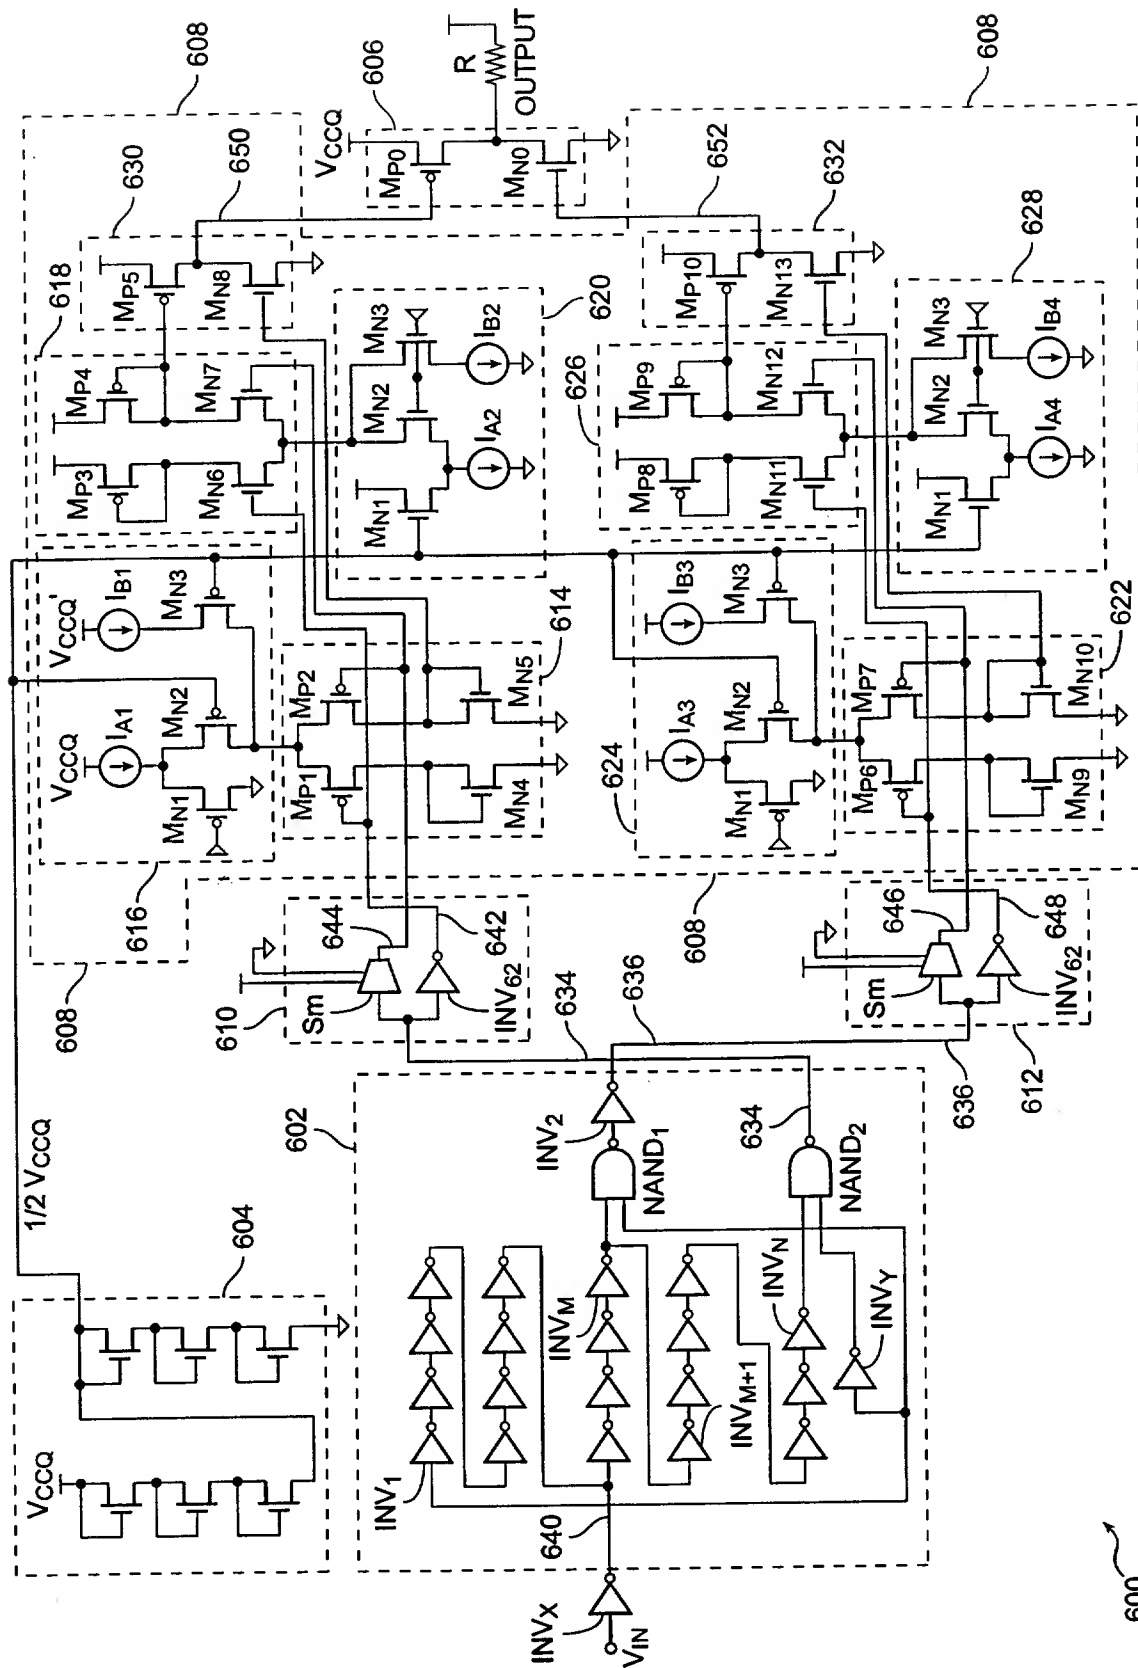 608
606
VCCQ
R
OUTPUT
MP0
MN0
650
630
618
MP5
MN8
MP4
MP3
MN7
MN6
620
MN3
MN2
MN1
IB2
IA2
652
632
628
MP10
MN13
626
MP9
MP8
MN12
MN11
MN3
MN2
MN1
IB4
IA4
608
VCCQ'
VCCQ
IB1
IA1
MN3
MN2
MN1
616
614
MP2
MP1
MN5
MN4
624
IB3
IA3
MN3
MN2
MN1
622
MP7
MP6
MN10
MN9
608
608
610
644
642
Sm
INV62
634
636
646
648
Sm
INV62
612
636
1/2 VCCQ
604
VCCQ
602
INV2
NAND1
634
NAND2
INV1
INVM
INVM+1
INVN
INVY
640
INVX
VIN
600